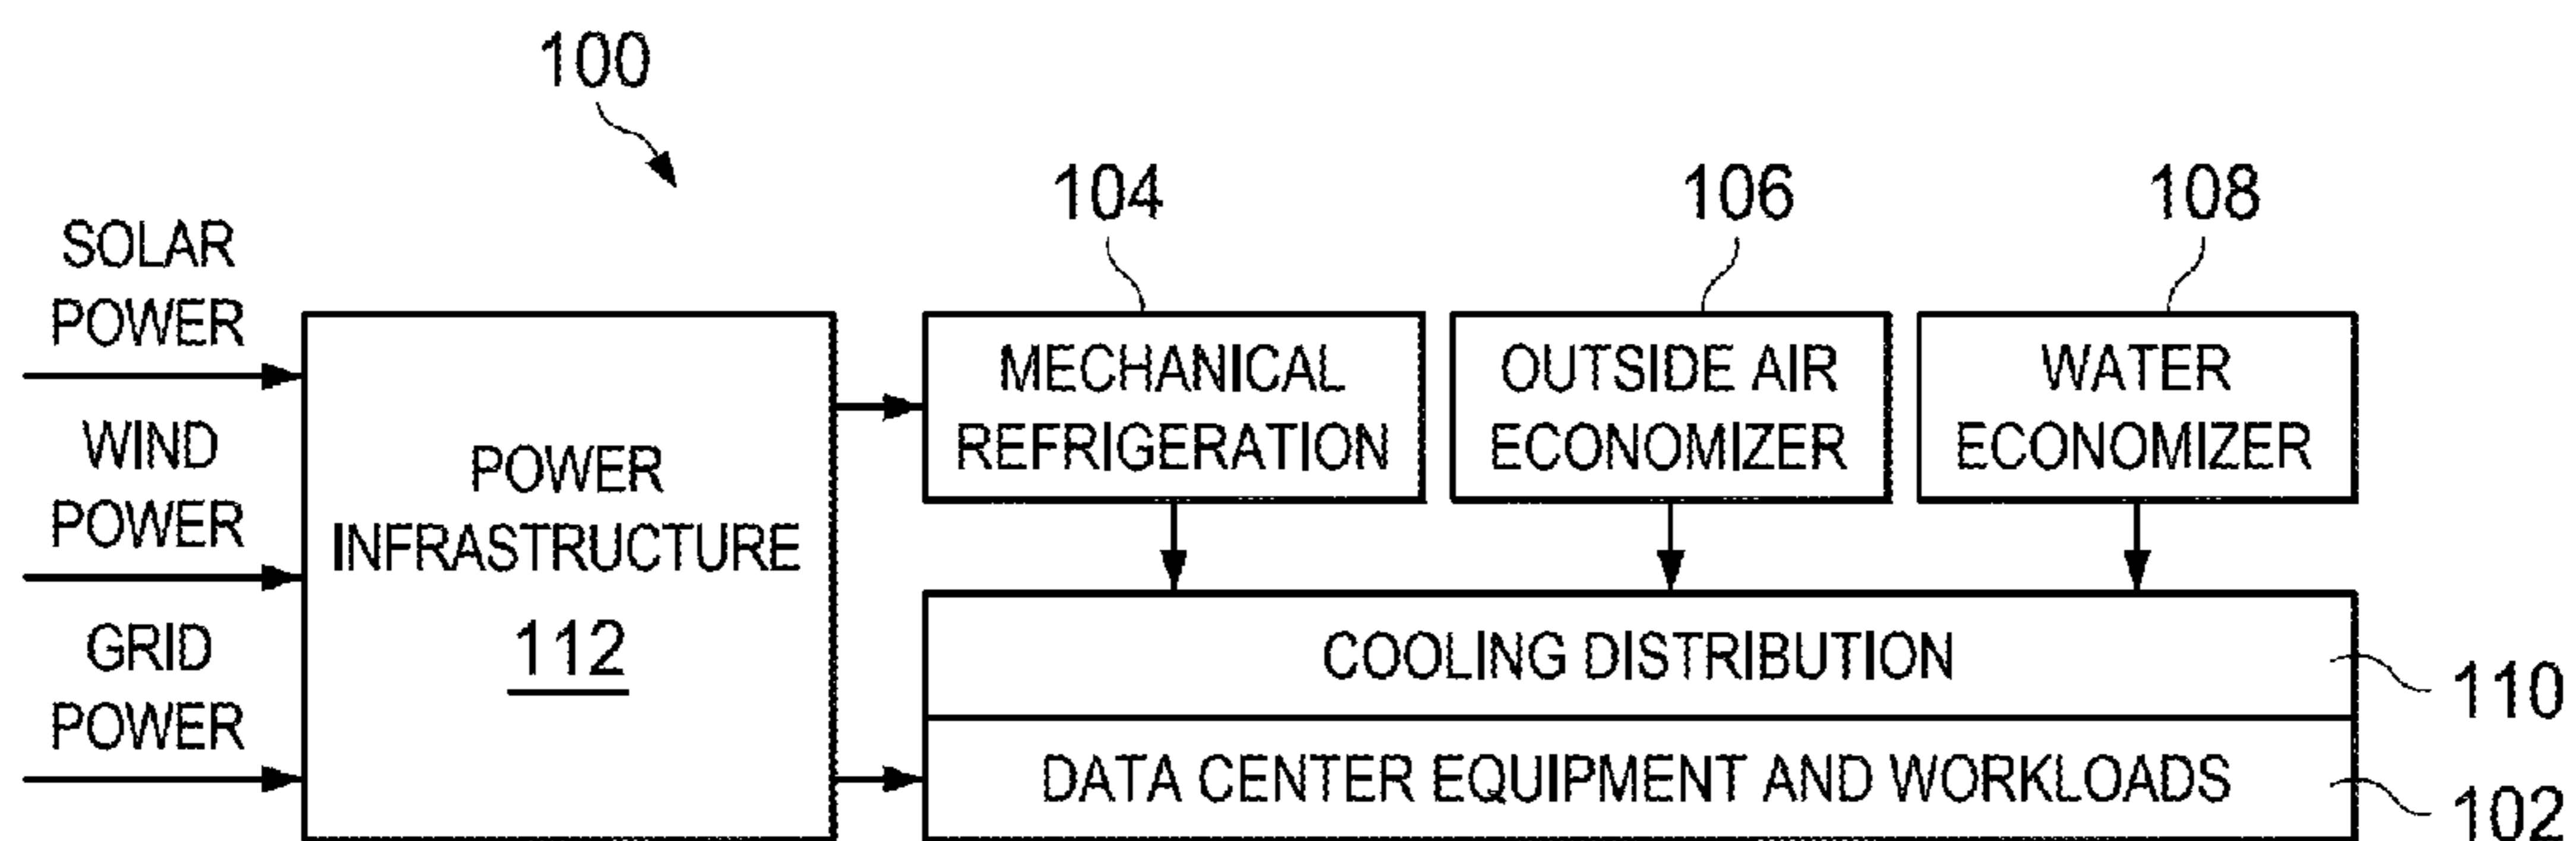 100
104
106
108
SOLAR
POWER
WIND
POWER
GRID
POWER
POWER
INFRASTRUCTURE
112
MECHANICAL
REFRIGERATION
OUTSIDE AIR
ECONOMIZER
WATER
ECONOMIZER
COOLING DISTRIBUTION
110
DATA CENTER EQUIPMENT AND WORKLOADS
102